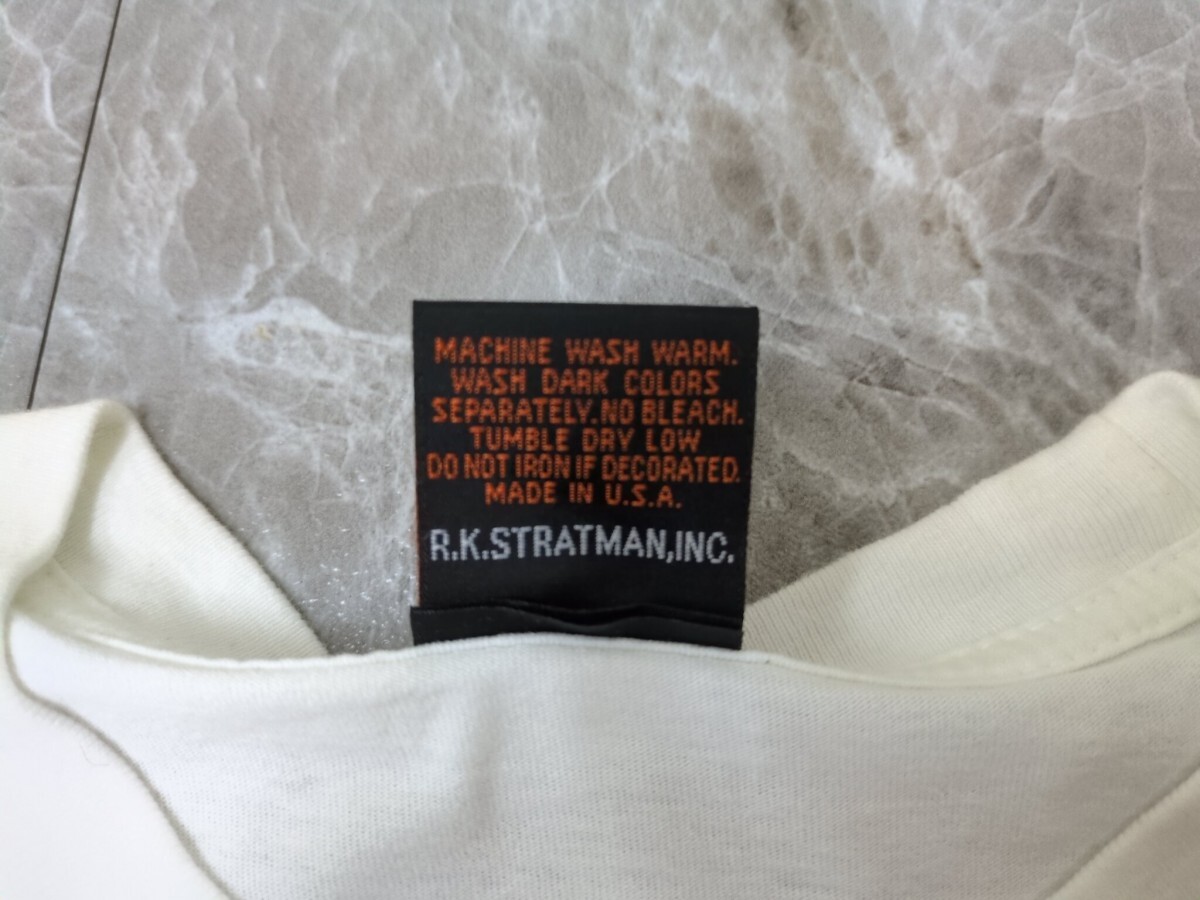 MACHINE WASH WARM.
WASH DARK COLORS
SEPARATELY.NO BLEACH.
TUMBLE DRY LOW
DO NOT IRON IF DECORATED.
MADE IN U.S.A.
R.K.STRATMAN,INC.